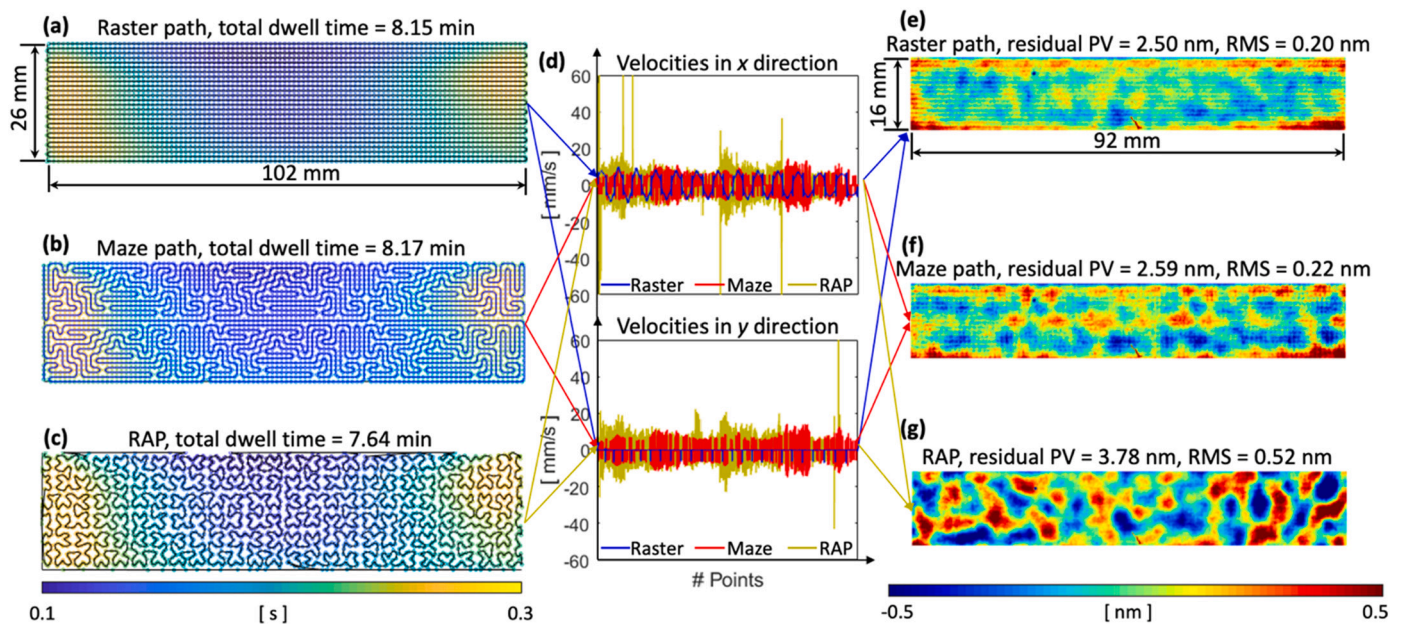 (a)
Raster path, total dwell time = 8.15 min
26 mm
102 mm
(b)
Maze path, total dwell time = 8.17 min
(c)
RAP, total dwell time = 7.64 min
0.1
[ s ]
0.3
(d)
Velocities in x direction
60
40
20
0
-20
-40
-60
[ mm/s ]
Raster Maze RAP
Velocities in y direction
60
40
20
0
-20
-40
-60
[ mm/s ]
Raster Maze RAP
# Points
(e)
Raster path, residual PV = 2.50 nm, RMS = 0.20 nm
16 mm
92 mm
(f)
Maze path, residual PV = 2.59 nm, RMS = 0.22 nm
(g)
RAP, residual PV = 3.78 nm, RMS = 0.52 nm
-0.5
[ nm ]
0.5